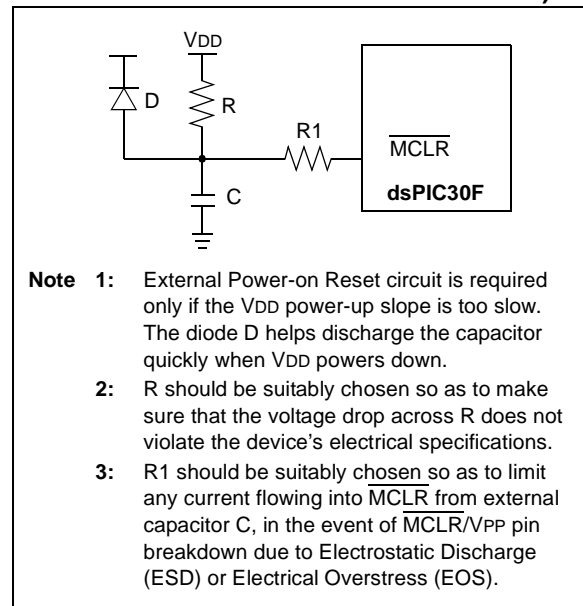 VDD
D
R
R1
MCLR
C
dsPIC30F
Note 1: External Power-on Reset circuit is required
only if the VDD power-up slope is too slow.
The diode D helps discharge the capacitor
quickly when VDD powers down.
2: R should be suitably chosen so as to make
sure that the voltage drop across R does not
violate the device's electrical specifications.
3: R1 should be suitably chosen so as to limit
any current flowing into MCLR from external
capacitor C, in the event of MCLR/VPP pin
breakdown due to Electrostatic Discharge
(ESD) or Electrical Overstress (EOS).